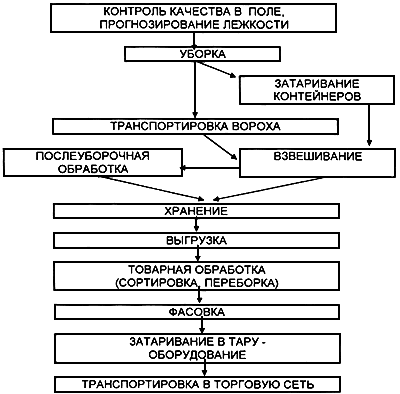 КОНТРОЛЬ КАЧЕСТВА В ПОЛЕ,
ПРОГНОЗИРОВАНИЕ ЛЕЖКОСТИ
УБОРКА
ЗАТАРИВАНИЕ
КОНТЕЙНЕРОВ
ТРАНСПОРТИРОВКА ВОРОХА
ПОСЛЕУБОРОЧНАЯ
ОБРАБОТКА
ВЗВЕШИВАНИЕ
ХРАНЕНИЕ
ВЫГРУЗКА
ТОВАРНАЯ ОБРАБОТКА
(СОРТИРОВКА, ПЕРЕБОРКА)
ФАСОВКА
ЗАТАРИВАНИЕ В ТАРУ -
ОБОРУДОВАНИЕ
ТРАНСПОРТИРОВКА В ТОРГОВУЮ СЕТЬ